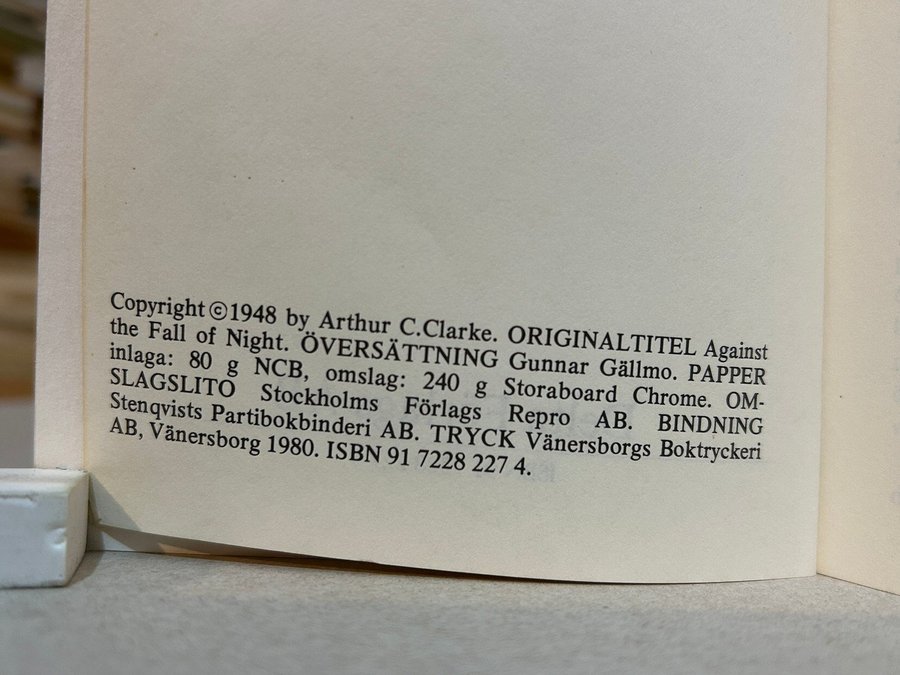 Copyright ©1948 by Arthur C.Clarke. ORIGINALTITEL Against
the Fall of Night. ÖVERSÄTTNING Gunnar Gällmo. PAPPER
inlaga: 80 g NCB, omslag: 240 g Storaboard Chrome. OM-
SLAGSLITO Stockholms Förlags Repro AB. BINDNING
Stenqvists Partibokbinderi AB. TRYCK Vänersborgs Boktryckeri
AB, Vänersborg 1980. ISBN 91 7228 227 4.